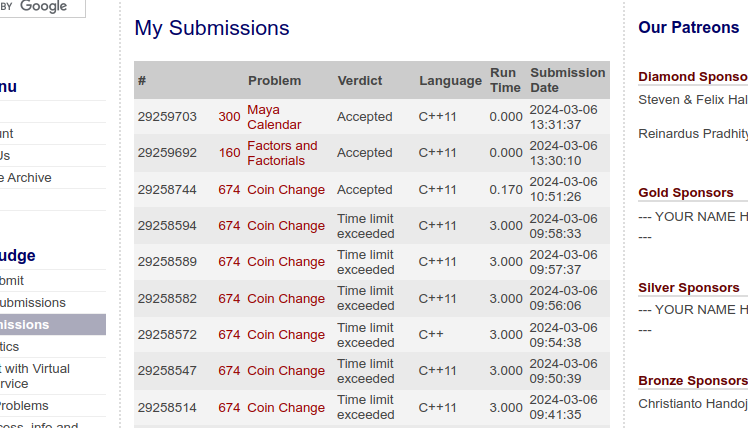 BY Google
My Submissions
Our Patreons
# Problem Verdict Language Run Time Submission Date
29259703 300 Maya Calendar Accepted C++11 0.000 2024-03-06 13:31:37
29259692 160 Factors and Factorials Accepted C++11 0.000 2024-03-06 13:30:10
29258744 674 Coin Change Accepted C++11 0.170 2024-03-06 10:51:26
29258594 674 Coin Change Time limit exceeded C++11 3.000 2024-03-06 09:58:33
29258589 674 Coin Change Time limit exceeded C++11 3.000 2024-03-06 09:57:37
29258582 674 Coin Change Time limit exceeded C++11 3.000 2024-03-06 09:56:06
29258572 674 Coin Change Time limit exceeded C++ 3.000 2024-03-06 09:54:38
29258547 674 Coin Change Time limit exceeded C++11 3.000 2024-03-06 09:50:39
29258514 674 Coin Change Time limit exceeded C++11 3.000 2024-03-06 09:41:35
nu
unt
Us
e Archive
udge
bmit
ubmissions
missions
tics
t with Virtual
rvice
Problems
cess, info and
Diamond Sponso
Steven & Felix Hal
Reinardus Pradhity
Gold Sponsors
--- YOUR NAME H
---
Silver Sponsors
--- YOUR NAME H
---
Bronze Sponsors
Christianto Handoj